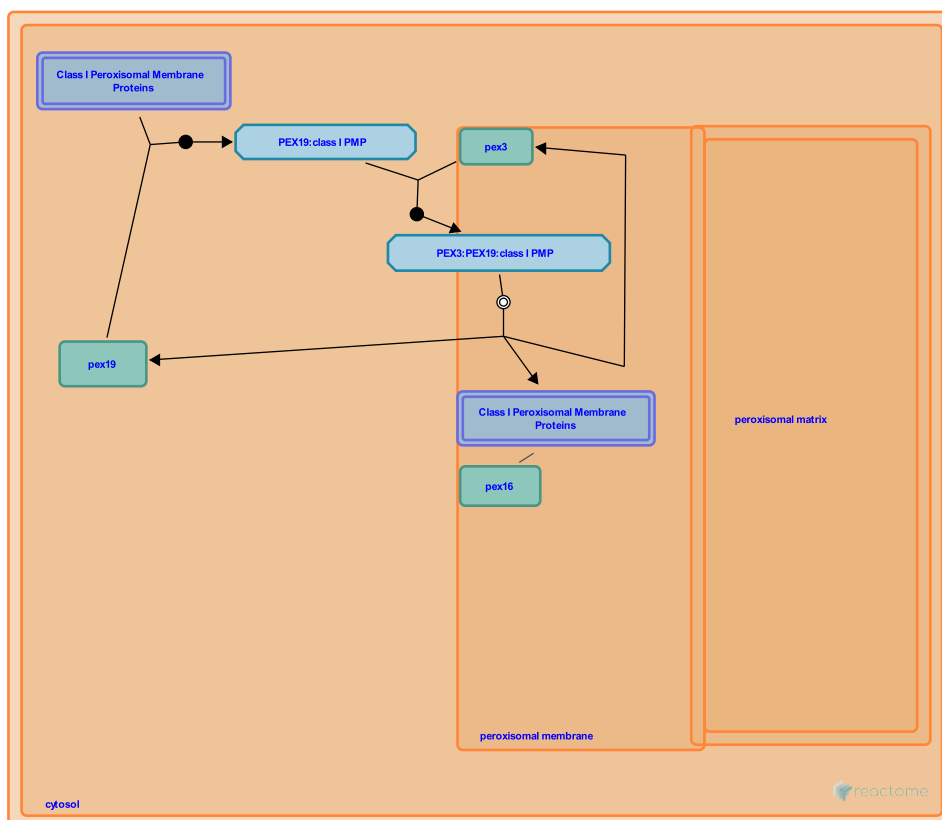 Class I Peroxisomal Membrane
Proteins
PEX19:class I PMP
pex3
PEX3:PEX19:class I PMP
pex19
Class I Peroxisomal Membrane
Proteins
peroxisomal matrix
pex16
peroxisomal membrane
reactome
cytosol